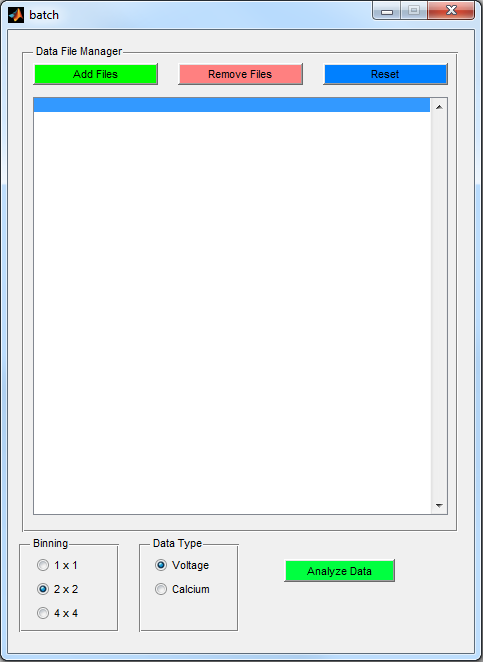 batch
Data File Manager
Add Files Remove Files Reset
Binning Data Type
1 x 1 Voltage
2 x 2 Calcium
4 x 4
Analyze Data